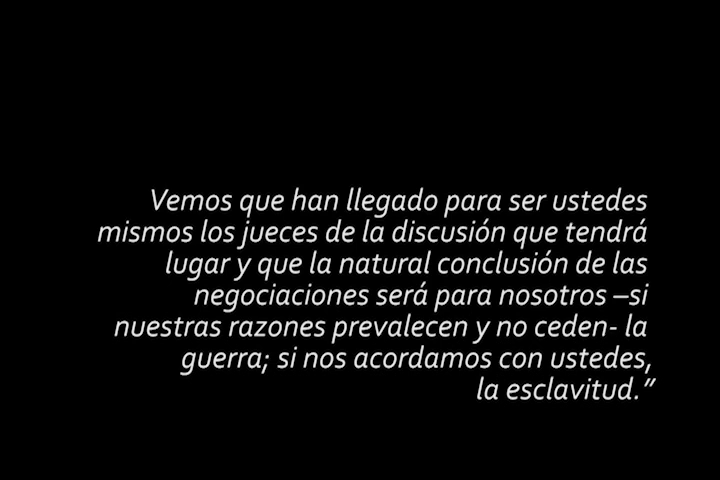 Vemos que han llegado para ser ustedes
mismos los jueces de la discusión que tendrá
lugar y que la natural conclusión de las
negociaciones será para nosotros –si
nuestras razones prevalecen y no ceden- la
guerra; si nos acordamos con ustedes,
la esclavitud.”